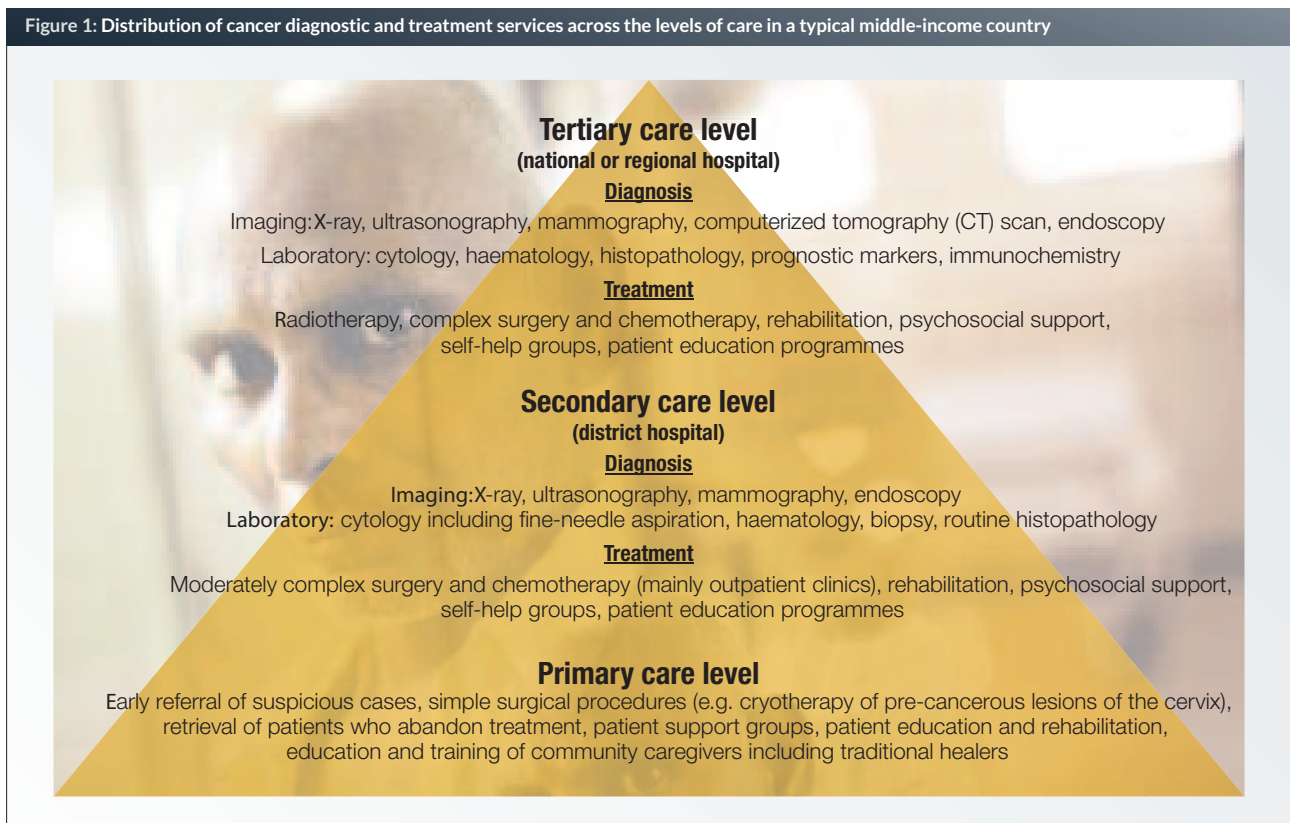 Figure 1: Distribution of cancer diagnostic and treatment services across the levels of care in a typical middle-income country
Tertiary care level
(national or regional hospital)
Diagnosis
Imaging:X-ray, ultrasonography, mammography, computerized tomography (CT) scan, endoscopy
Laboratory: cytology, haematology, histopathology, prognostic markers, immunochemistry
Treatment
Radiotherapy, complex surgery and chemotherapy, rehabilitation, psychosocial support,
self-help groups, patient education programmes
Secondary care level
(district hospital)
Diagnosis
Imaging:X-ray, ultrasonography, mammography, endoscopy
Laboratory: cytology including fine-needle aspiration, haematology, biopsy, routine histopathology
Treatment
Moderately complex surgery and chemotherapy (mainly outpatient clinics), rehabilitation, psychosocial support,
self-help groups, patient education programmes
Primary care level
Early referral of suspicious cases, simple surgical procedures (e.g. cryotherapy of pre-cancerous lesions of the cervix),
retrieval of patients who abandon treatment, patient support groups, patient education and rehabilitation,
education and training of community caregivers including traditional healers